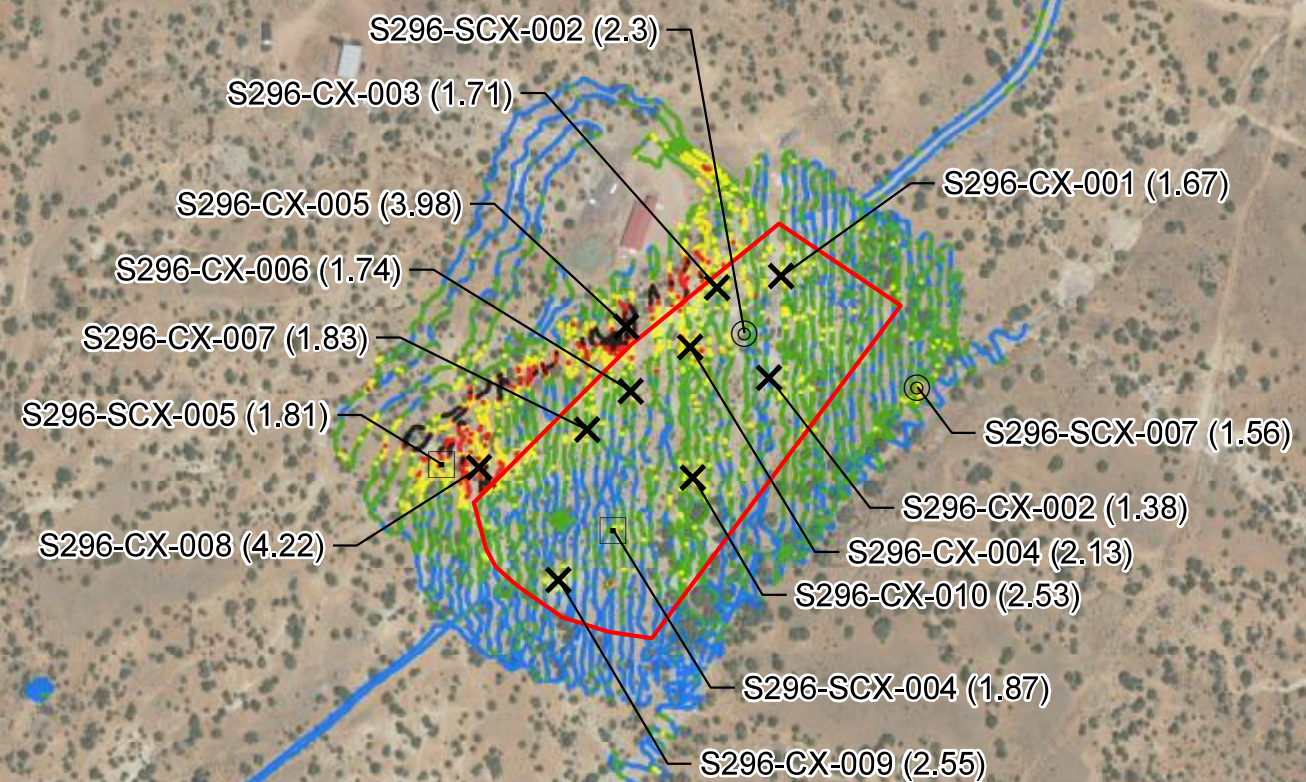 S296-SCX-002 (2.3)
S296-CX-003 (1.71)
S296-CX-001 (1.67)
S296-CX-005 (3.98)
S296-CX-006 (1.74)
S296-CX-007 (1.83)
S296-SCX-005 (1.81)
S296-SCX-007 (1.56)
S296-CX-002 (1.38)
S296-CX-008 (4.22)
S296-CX-004 (2.13)
S296-CX-010 (2.53)
S296-SCX-004 (1.87)
S296-CX-009 (2.55)